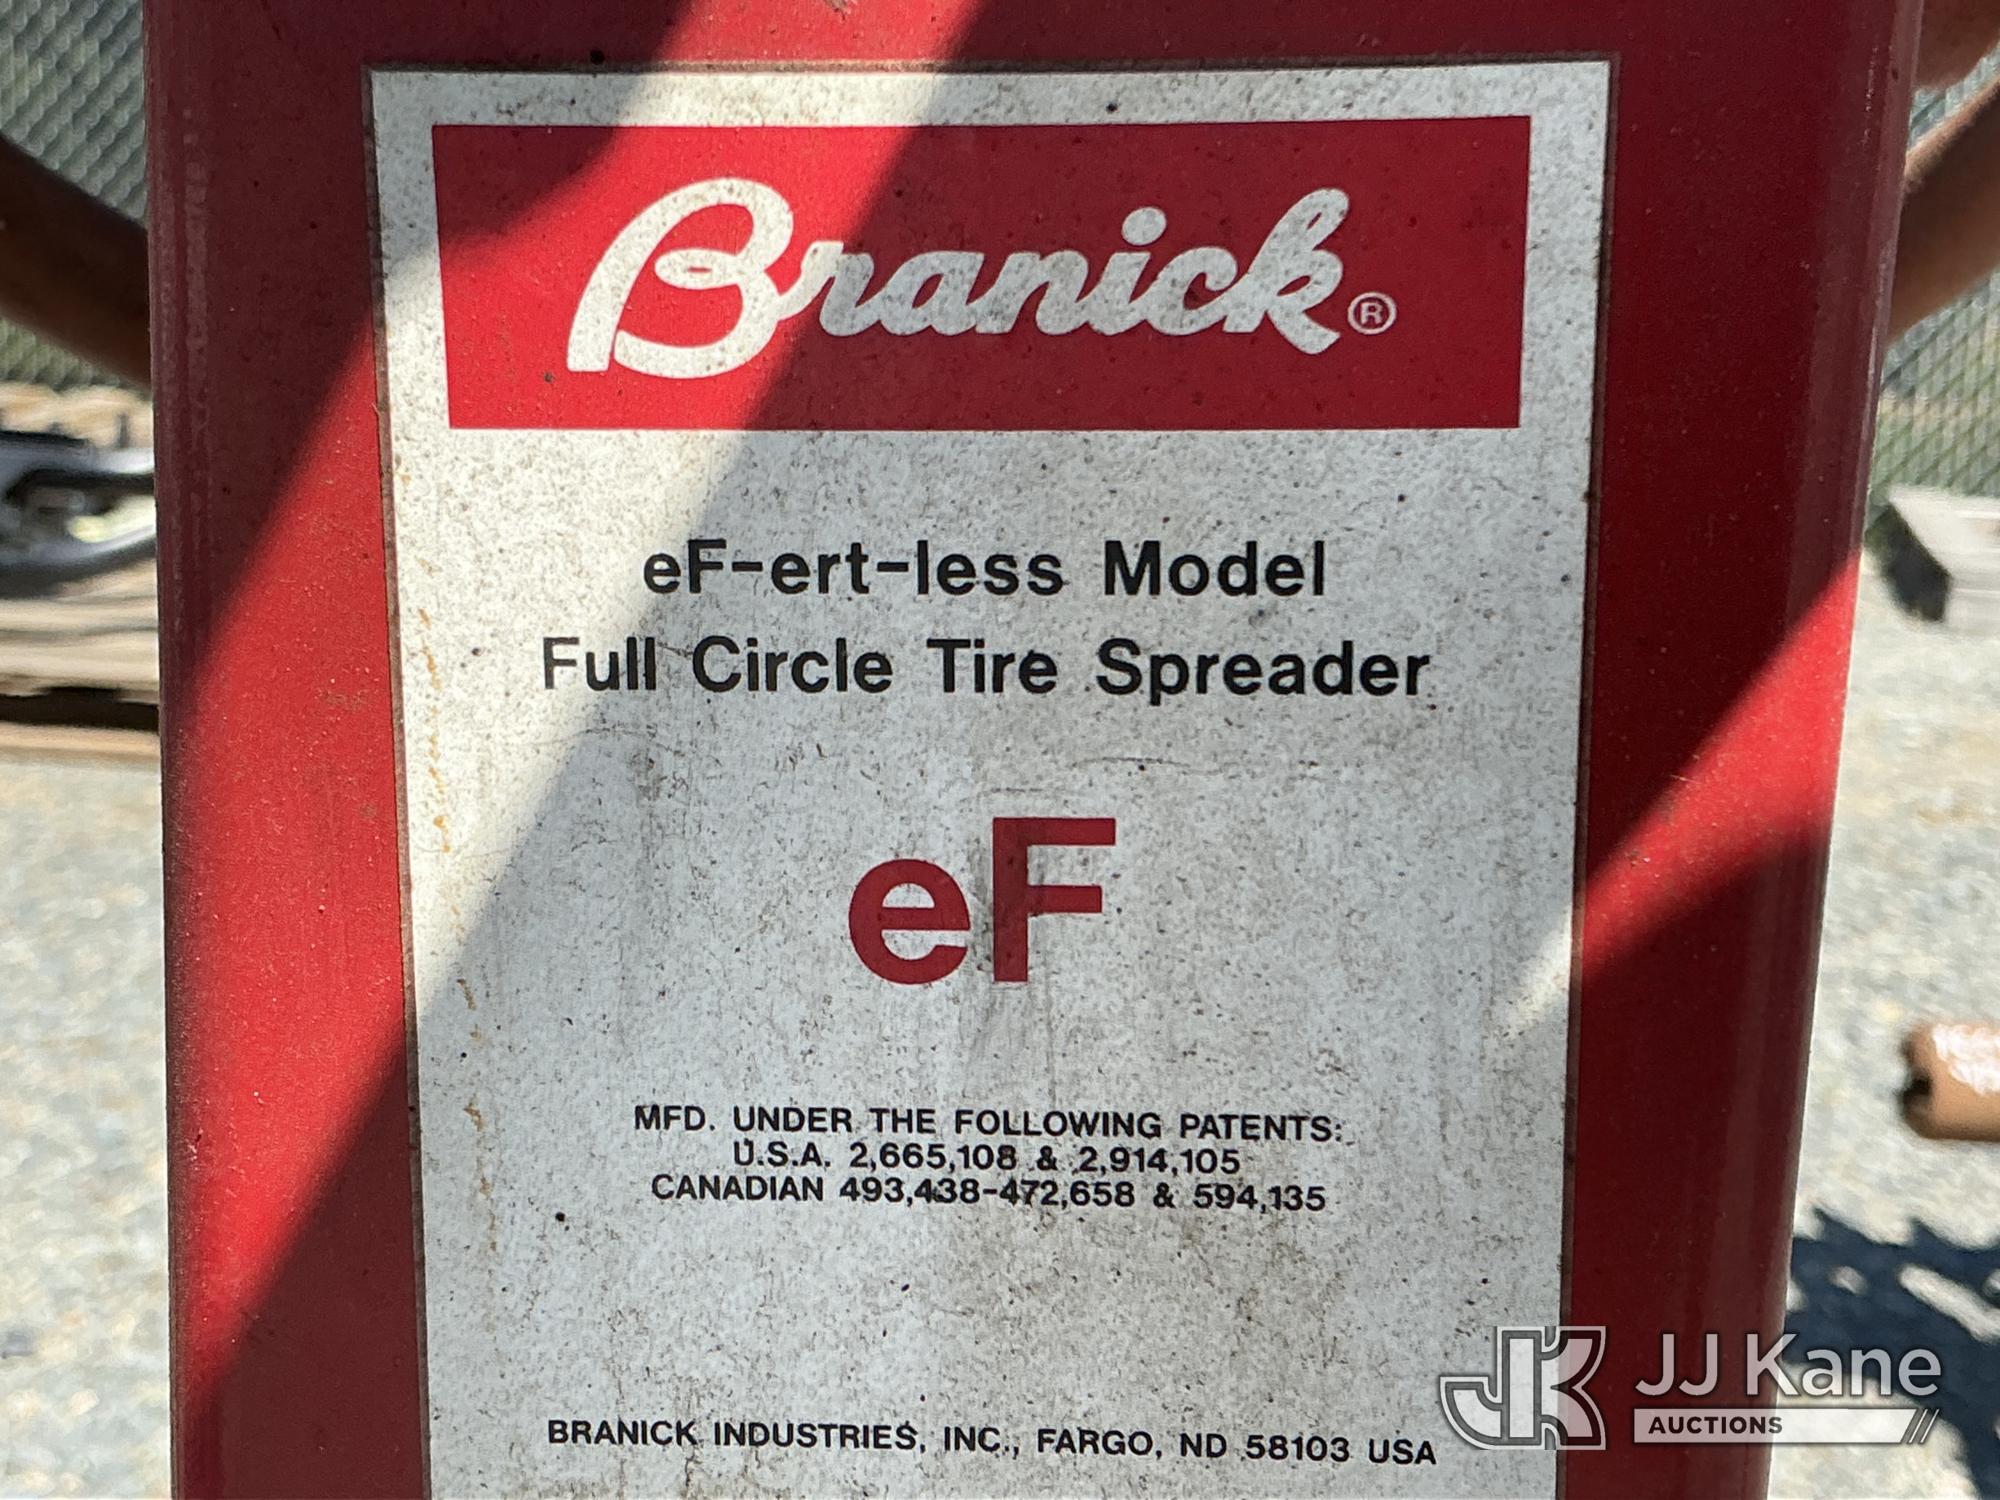 Branick®
eF-ert-less Model
Full Circle Tire Spreader
eF
MFD. UNDER THE FOLLOWING PATENTS:
U.S.A. 2,665,108 & 2,914,105
CANADIAN 493,438-472,658 & 594,135
BRANICK INDUSTRIES, INC., FARGO, ND 58103 USA
JK
JJ Kane
AUCTIONS